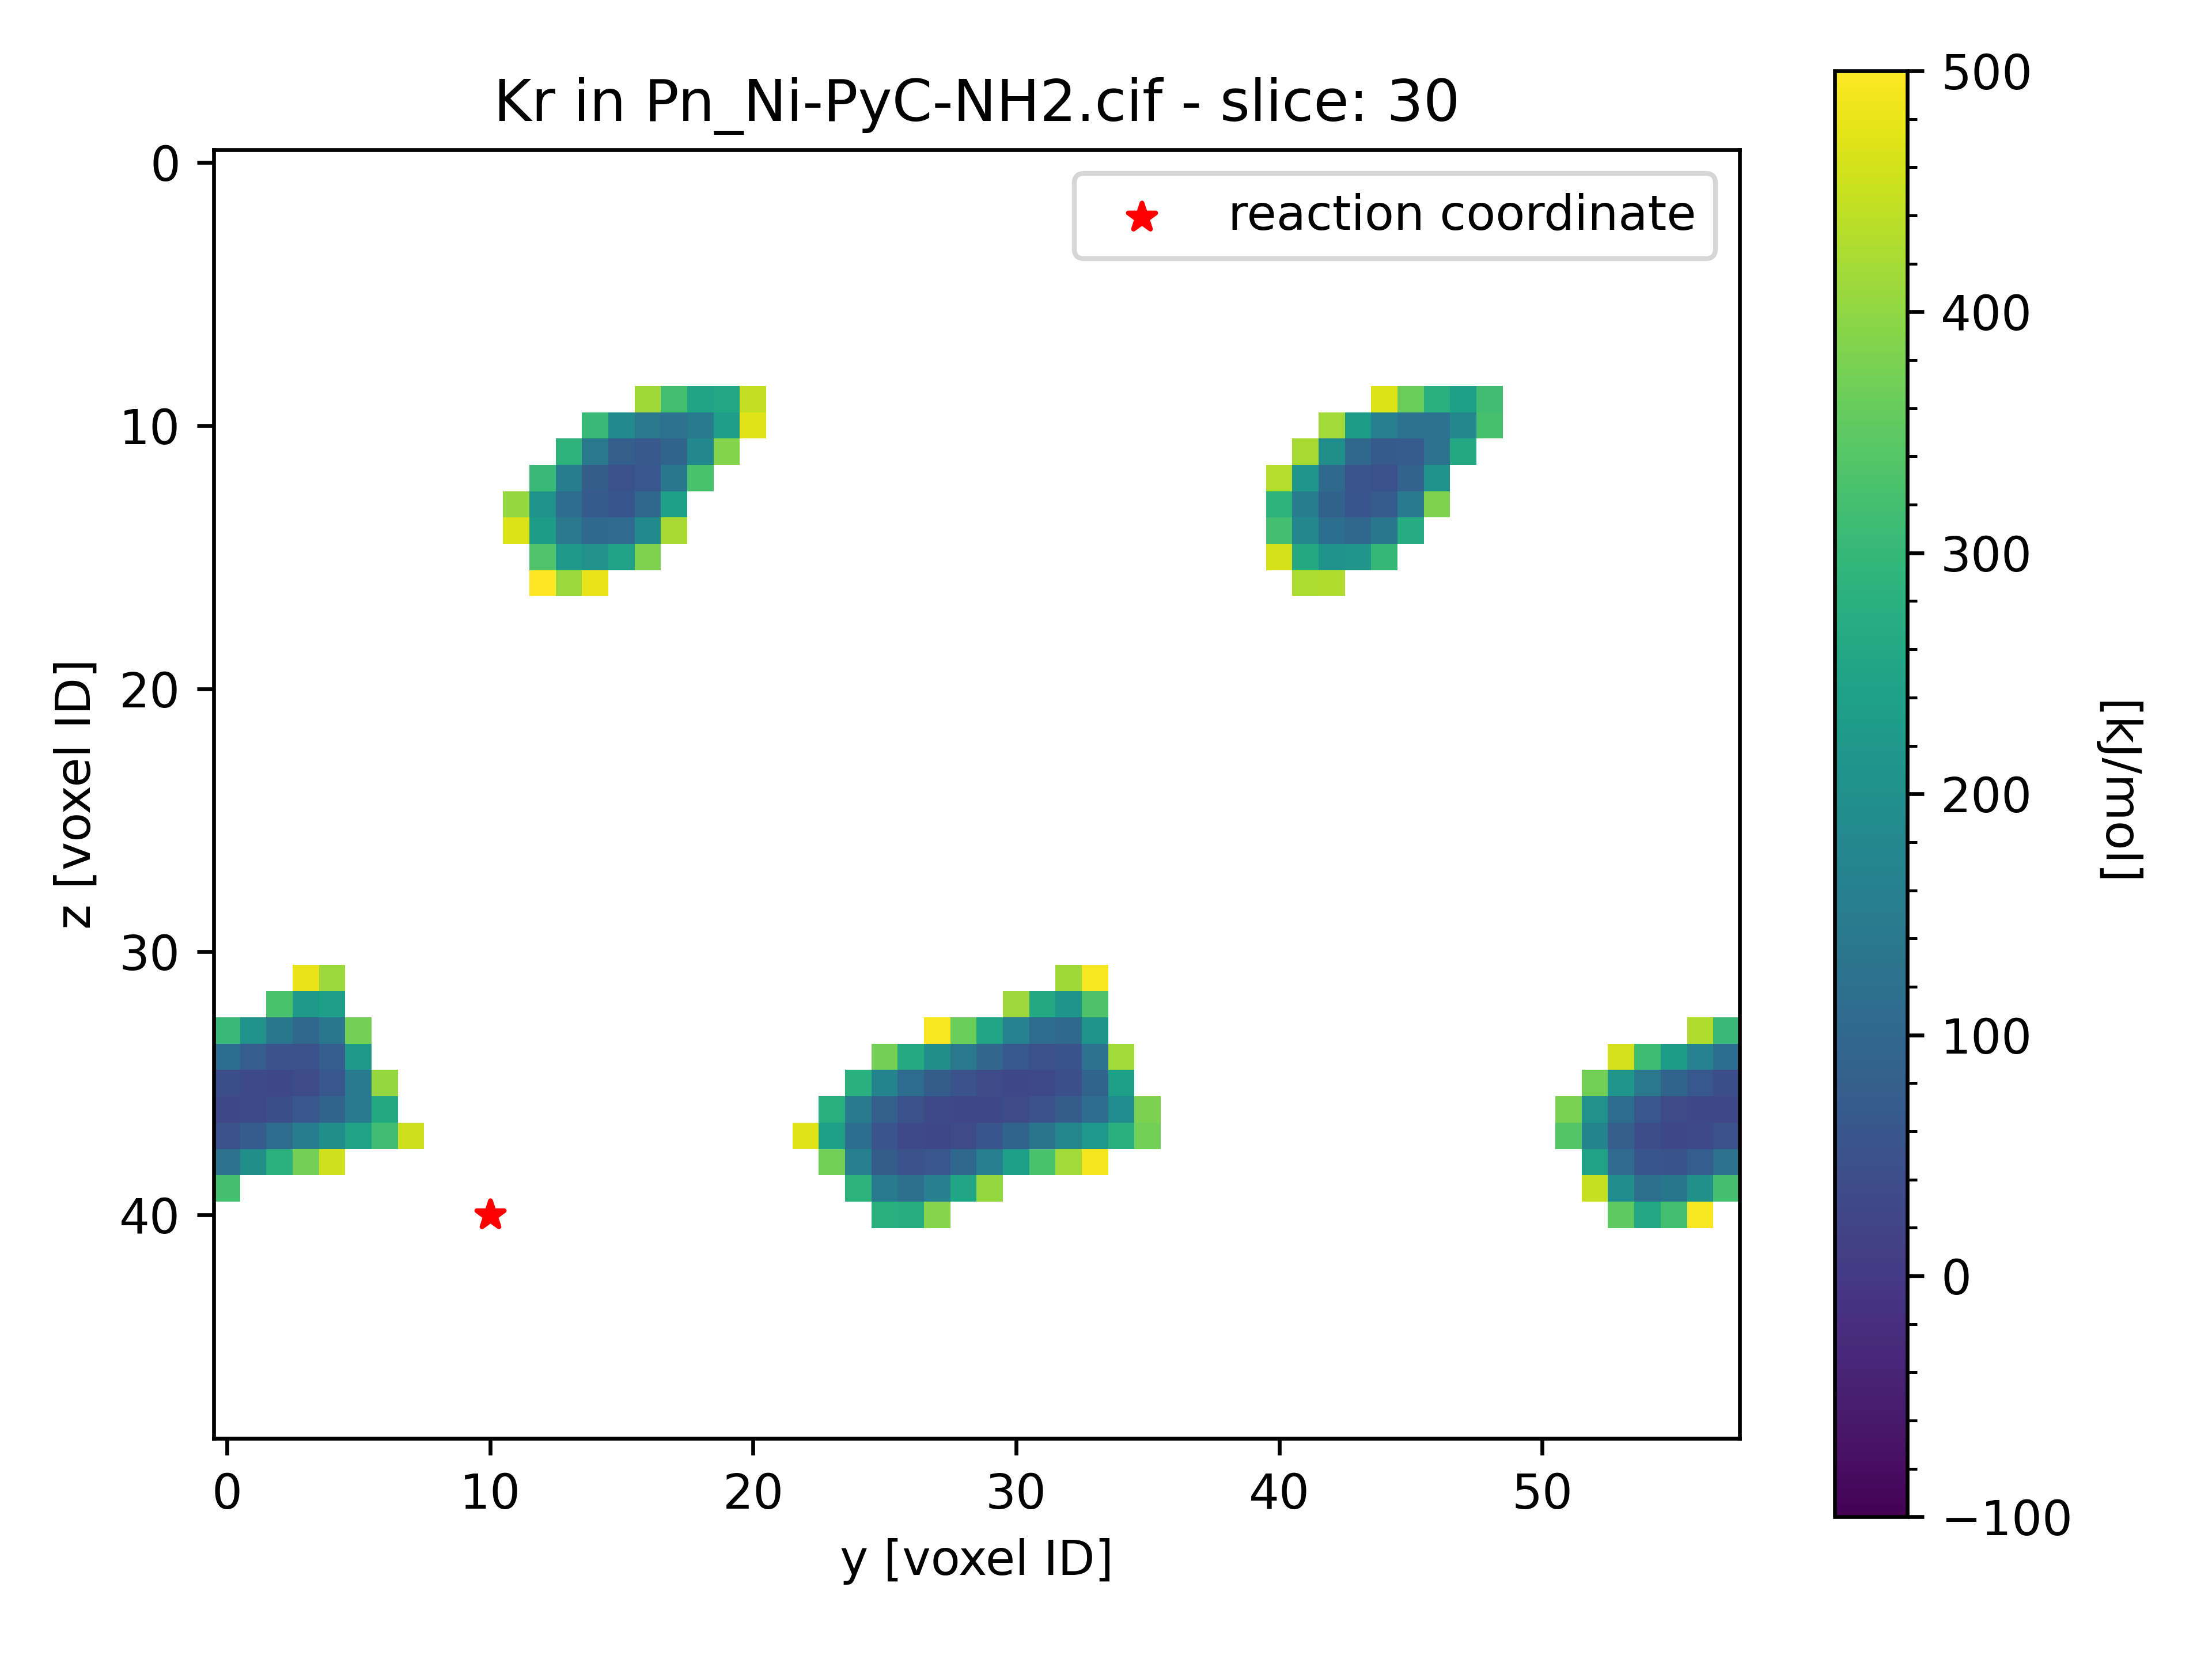 Kr in Pn_Ni-PyC-NH2.cif - slice: 30
reaction coordinate
0
10
20
30
40
z [voxel ID]
0 10 20 30 40 50
y [voxel ID]
500
400
300
200
100
0
−100
[kJ/mol]